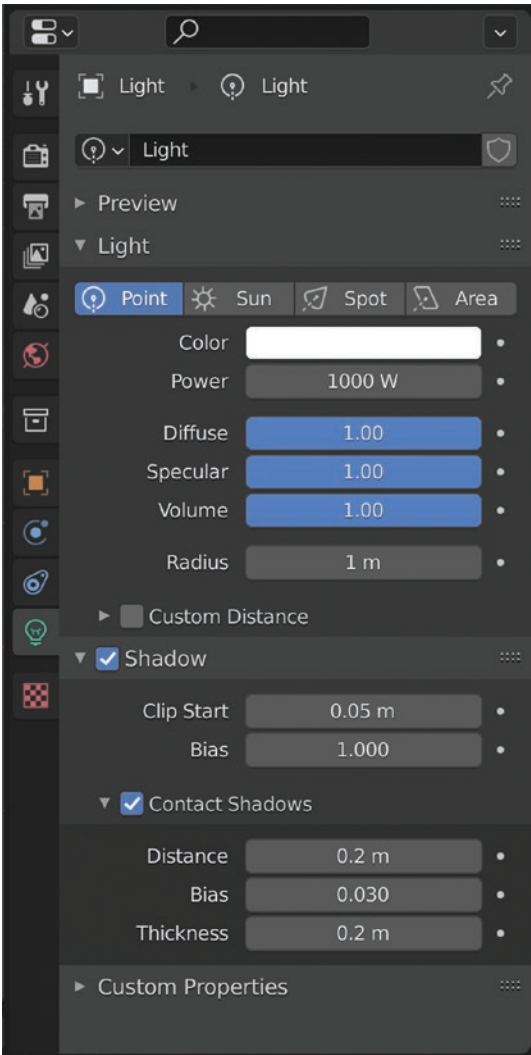 Light Light
Light
Preview
Light
Point Sun Spot Area
Color
Power 1000 W
Diffuse 1.00
Specular 1.00
Volume 1.00
Radius 1 m
Custom Distance
Shadow
Clip Start 0.05 m
Bias 1.000
Contact Shadows
Distance 0.2 m
Bias 0.030
Thickness 0.2 m
Custom Properties